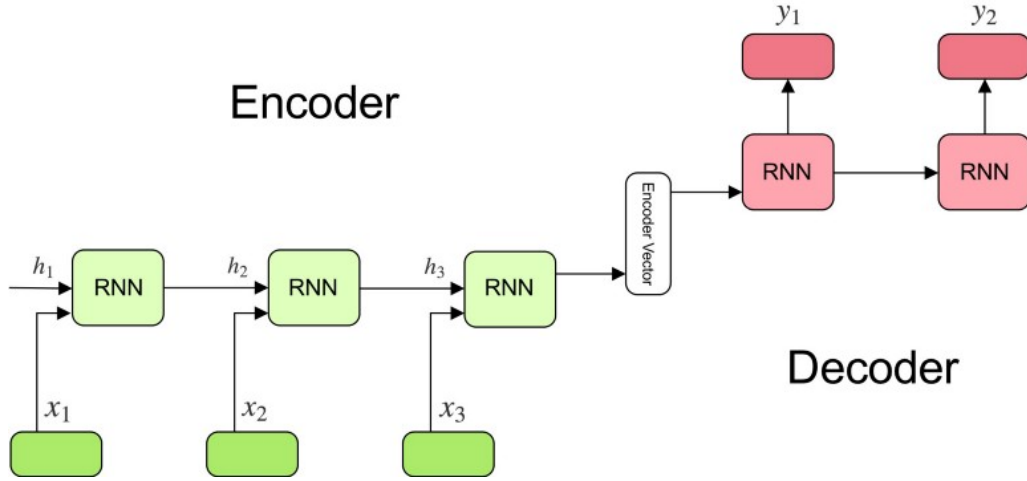 y₁
y₂
Encoder
RNN
RNN
Encoder Vector
h₁
RNN
h₂
RNN
h₃
RNN
Decoder
x₁
x₂
x₃